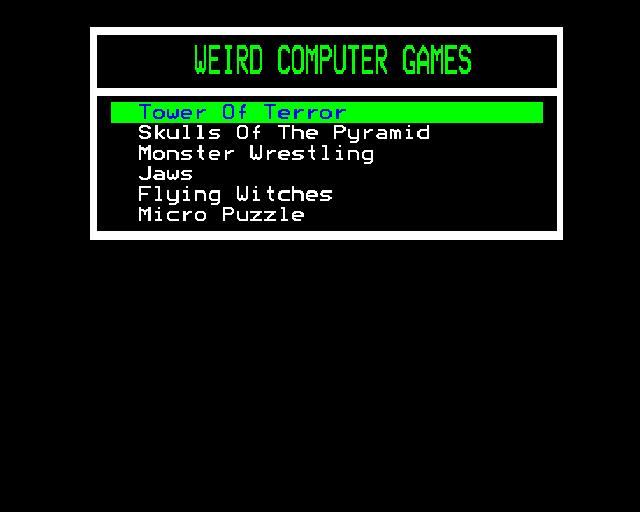 WEIRD COMPUTER GAMES
Tower Of Terror
Skulls Of The Pyramid
Monster Wrestling
Jaws
Flying Witches
Micro Puzzle